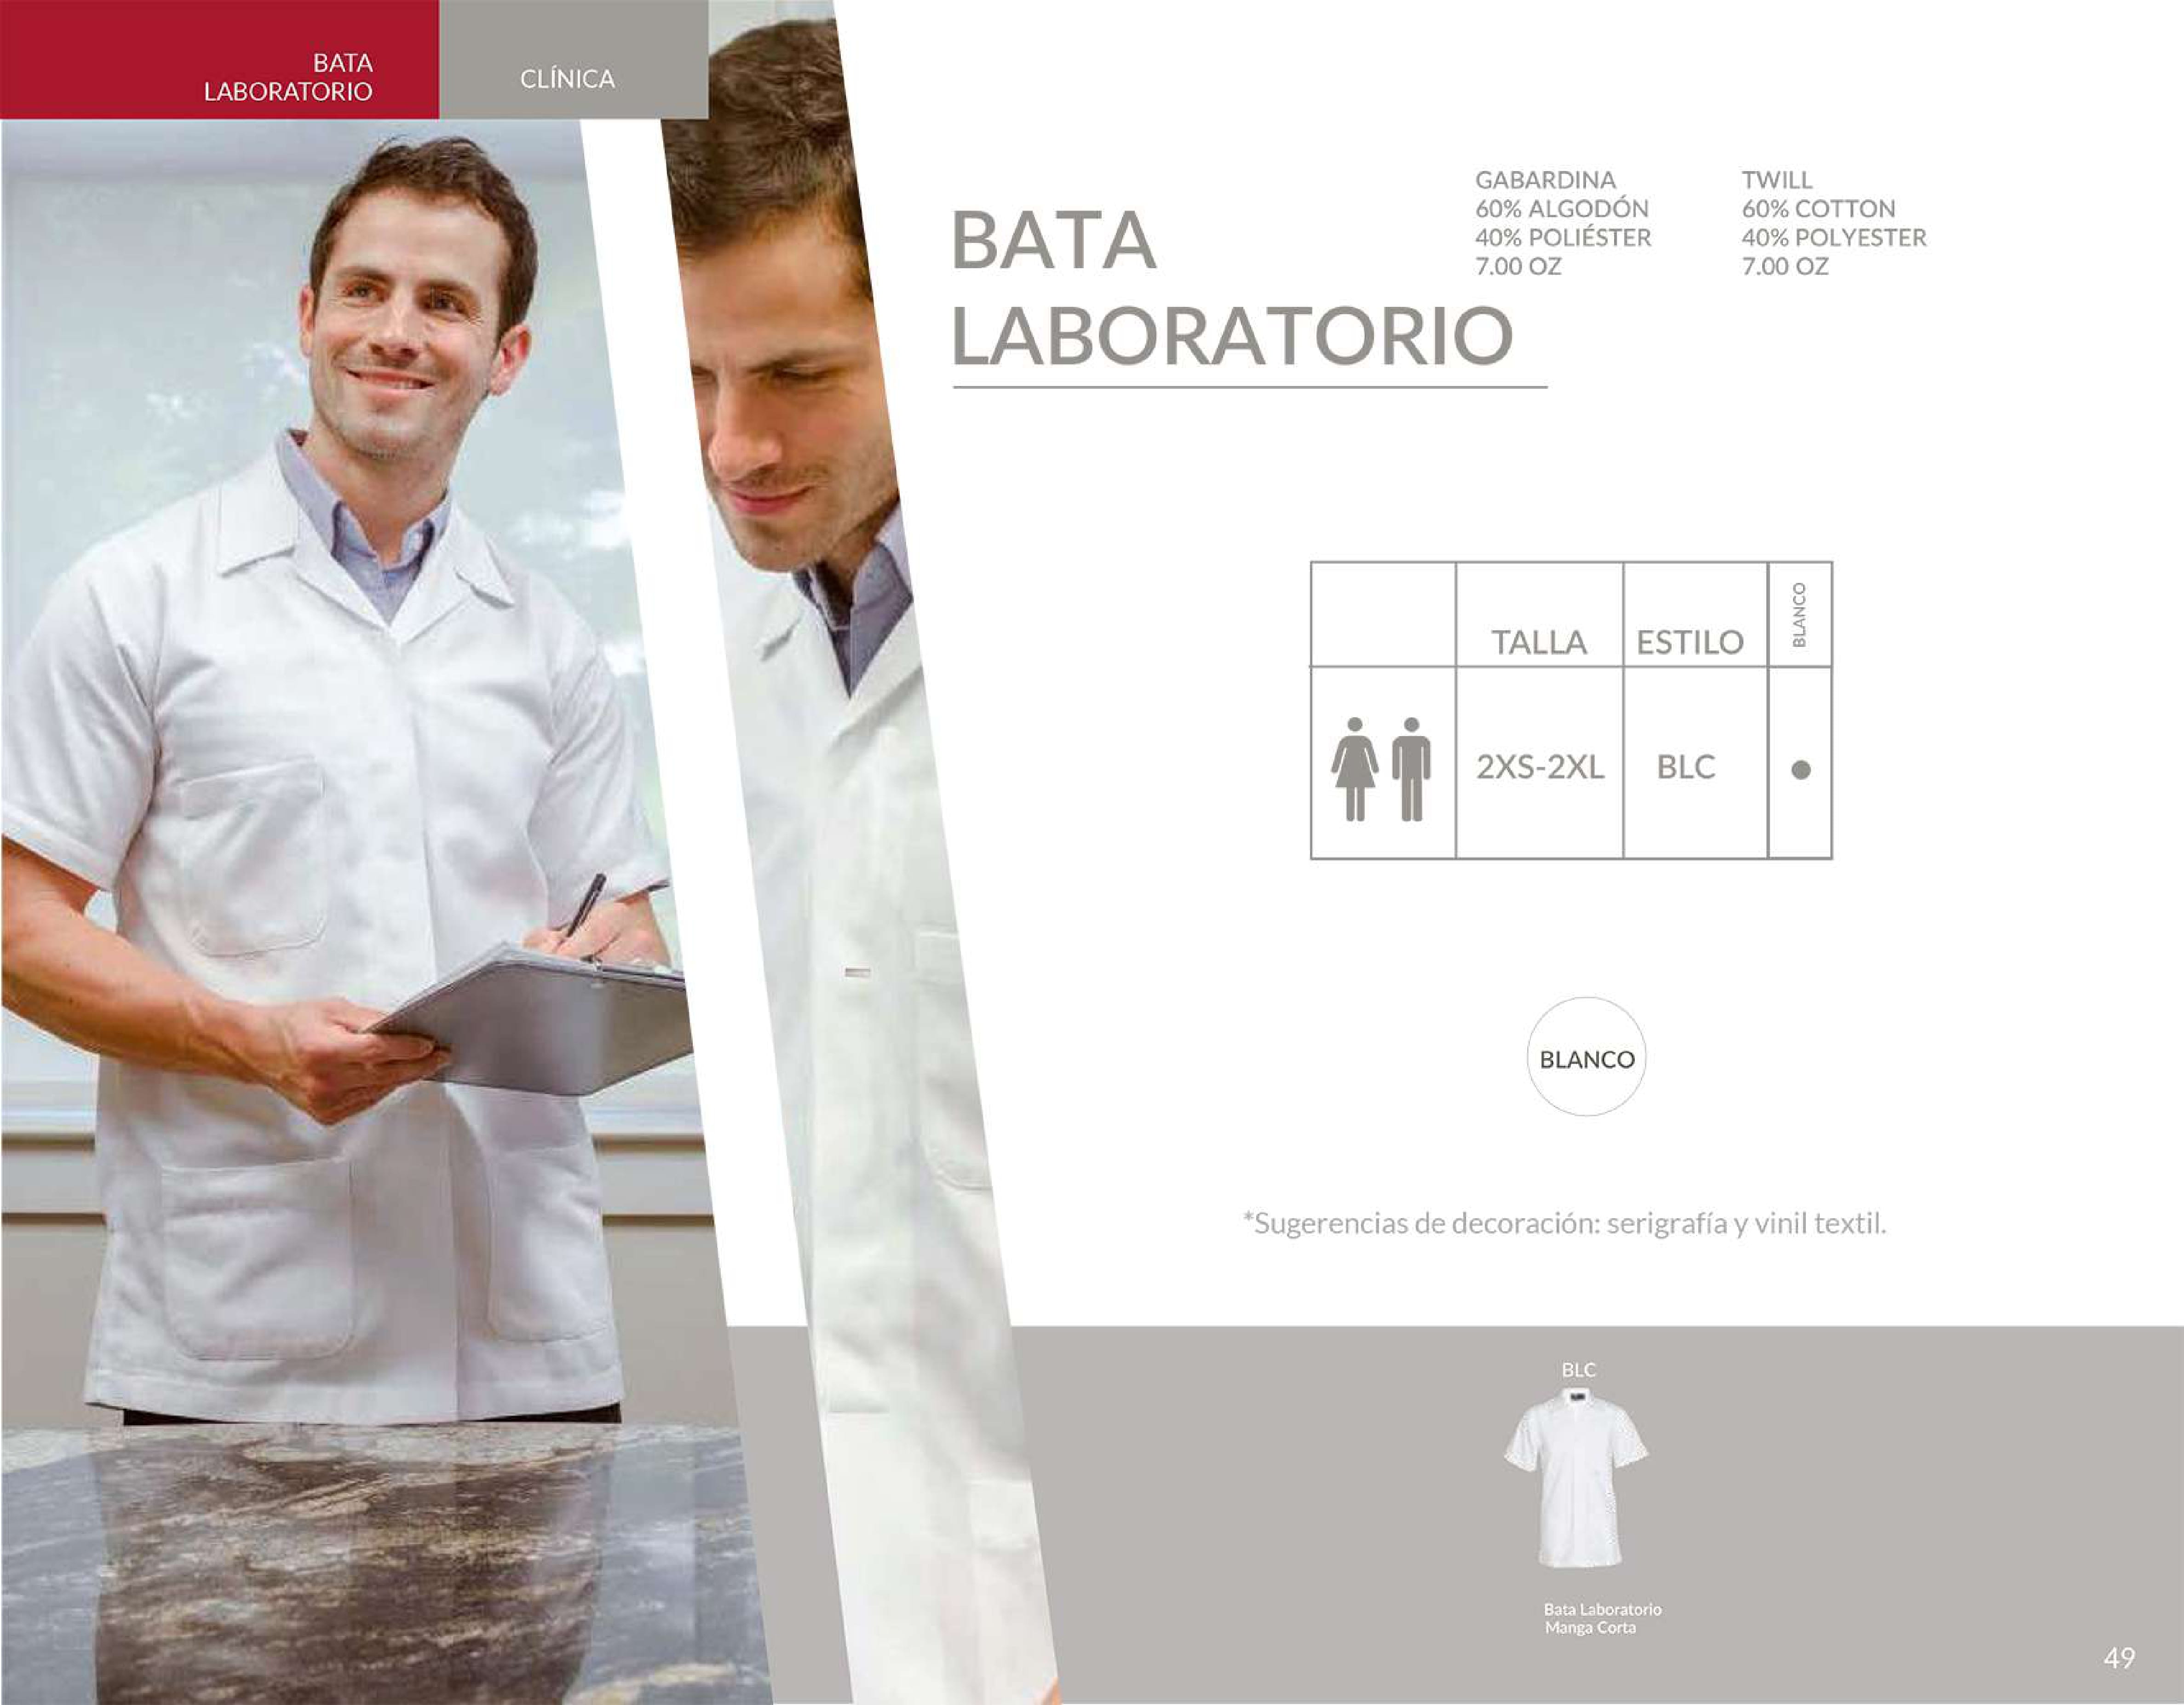 BATA
LABORATORIO
CLÍNICA
BATA
LABORATORIO
GABARDINA
60% ALGODÓN
40% POLIÉSTER
7.00 OZ
TWILL
60% COTTON
40% POLYESTER
7.00 OZ
TALLA
ESTILO
BLANCO
2XS-2XL
BLC
BLANCO
*Sugerencias de decoración: serigrafía y vinil textil.
BLC
Bata Laboratorio
Manga Corta
49